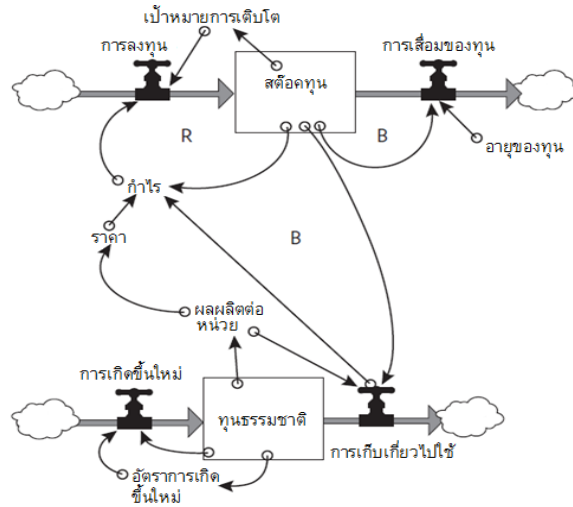 เป้าหมายการเติบโต
การลงทุน
การเสื่อมของทุน
สต๊อคทุน
R
B
อายุของทุน
กำไร
ราคา
B
ผลผลิตต่อ
หน่วย
การเกิดขึ้นใหม่
ทุนธรรมชาติ
การเก็บเกี่ยวไปใช้
อัตราการเกิด
ขึ้นใหม่